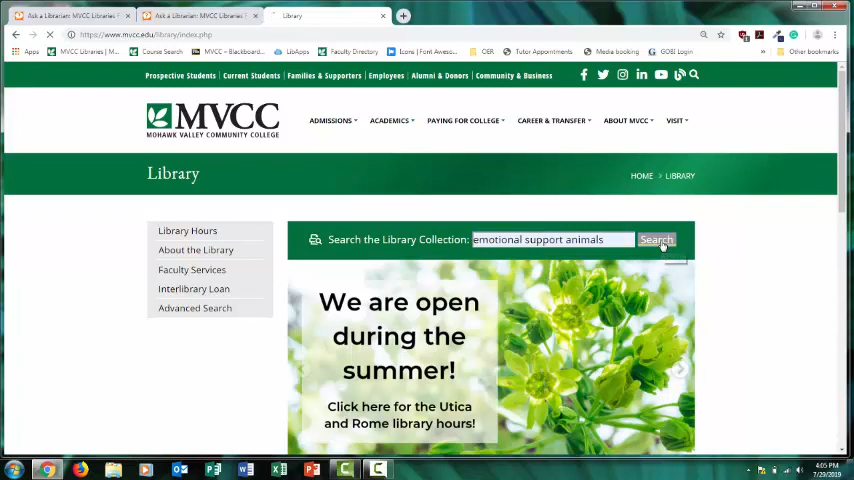 Ask a Librarian: MVCC Libraries
Ask a Librarian: MVCC Libraries
Library
https://www.mvcc.edu/library/index.php
Apps
MVCC Libraries | M...
Course Search
MVCC – Blackboard...
LibApps
Faculty Directory
Icons | Font Aweso...
OER
Tutor Appointments
Media booking
GOBI Login
Other bookmarks
Prospective Students | Current Students | Families & Supporters | Employees | Alumni & Donors | Community & Business
MVCC
MOHAWK VALLEY COMMUNITY COLLEGE
ADMISSIONS
ACADEMICS
PAYING FOR COLLEGE
CAREER & TRANSFER
ABOUT MVCC
VISIT
Library
HOME > LIBRARY
Library Hours
About the Library
Faculty Services
Interlibrary Loan
Advanced Search
Search the Library Collection: emotional support animals Search
We are open
during the
summer!
Click here for the Utica
and Rome library hours!
4:05 PM
7/29/2019